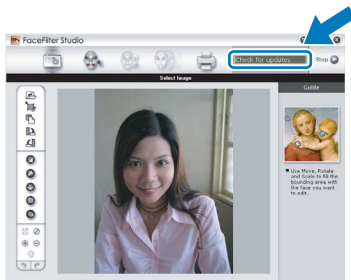 FaceFilter Studio
Check for updates
Stop
Select Image
Guide
Use Move, Rotate
and Scale to fill the
bounding area with
the face you want
to edit.